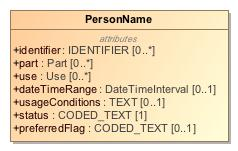 PersonName
attributes
+identifier : IDENTIFIER [0..*]
+part : Part [0..*]
+use : Use [0..*]
+dateTimeRange : DateTimeInterval [0..1]
+usageConditions : TEXT [0..1]
+status : CODED_TEXT [1]
+preferredFlag : CODED_TEXT [0..1]